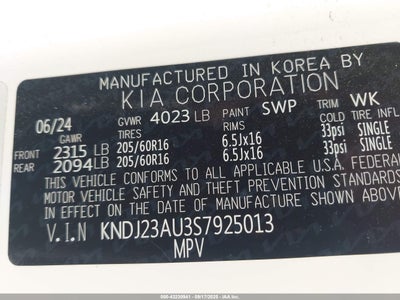 MANUFACTURED IN KOREA BY
KIA CORPORATION
06/24 GVWR 4023 LB PAINT SWP TRIM WK
GAWR TIRES RIMS COLD TIRE INFL
FRONT 2315 LB 205/60R16 6.5Jx16 33psi SINGLE
REAR 2094 LB 205/60R16 6.5Jx16 33psi SINGLE
THIS VEHICLE CONFORMS TO ALL APPLICABLE U.S.A. FEDERAL
MOTOR VEHICLE SAFETY, BUMPER, AND THEFT PREVENTION
STANDARDS IN EFFECT ON THE DATE OF MANUFACTURE SHOWN ABOVE.
V.I.N KNDJ23AU3S7925013
MPV